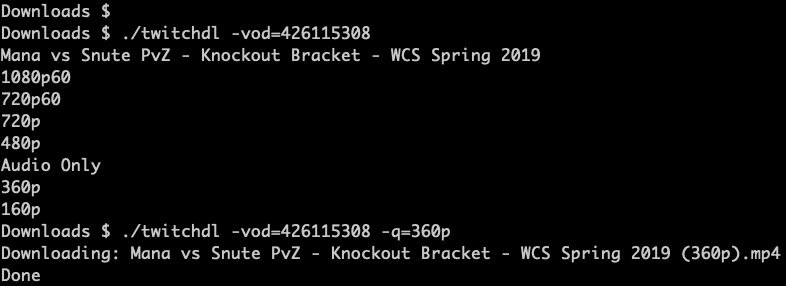 Downloads $
Downloads $ ./twitchdl -vod=426115308
Mana vs Snute PvZ - Knockout Bracket - WCS Spring 2019
1080p60
720p60
720p
480p
Audio Only
360p
160p
Downloads $ ./twitchdl -vod=426115308 -q=360p
Downloading: Mana vs Snute PvZ - Knockout Bracket - WCS Spring 2019 (360p).mp4
Done